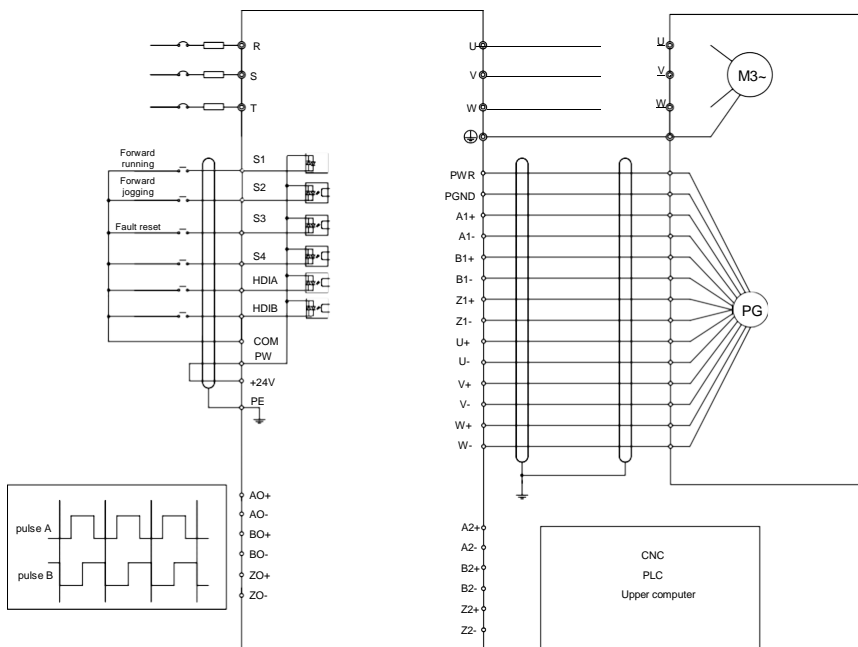 R
S
T
U
V
W
U
V
W
M3~
Forward
running
Forward
jogging
Fault reset
S1
S2
S3
S4
HDIA
HDIB
COM
PW
+24V
PE
PWR
PGND
A1+
A1-
B1+
B1-
Z1+
Z1-
U+
U-
V+
V-
W+
W-
PG
pulse A
pulse B
AO+
AO-
BO+
BO-
ZO+
ZO-
A2+
A2-
B2+
B2-
Z2+
Z2-
CNC
PLC
Upper computer